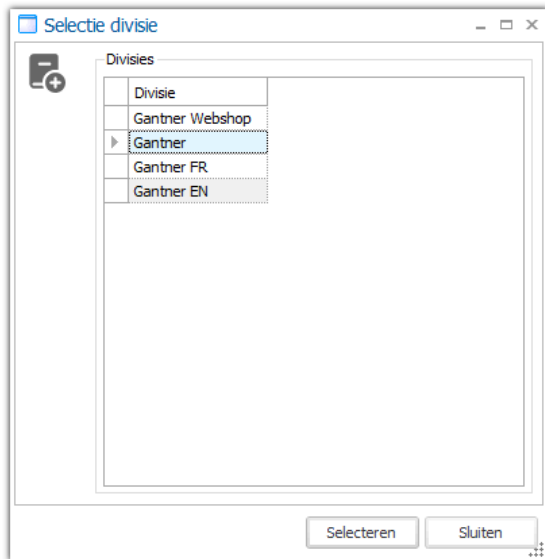 Selectie divisie
Divisies
Divisie
Gantner Webshop
Gantner
Gantner FR
Gantner EN
Selecteren
Sluiten